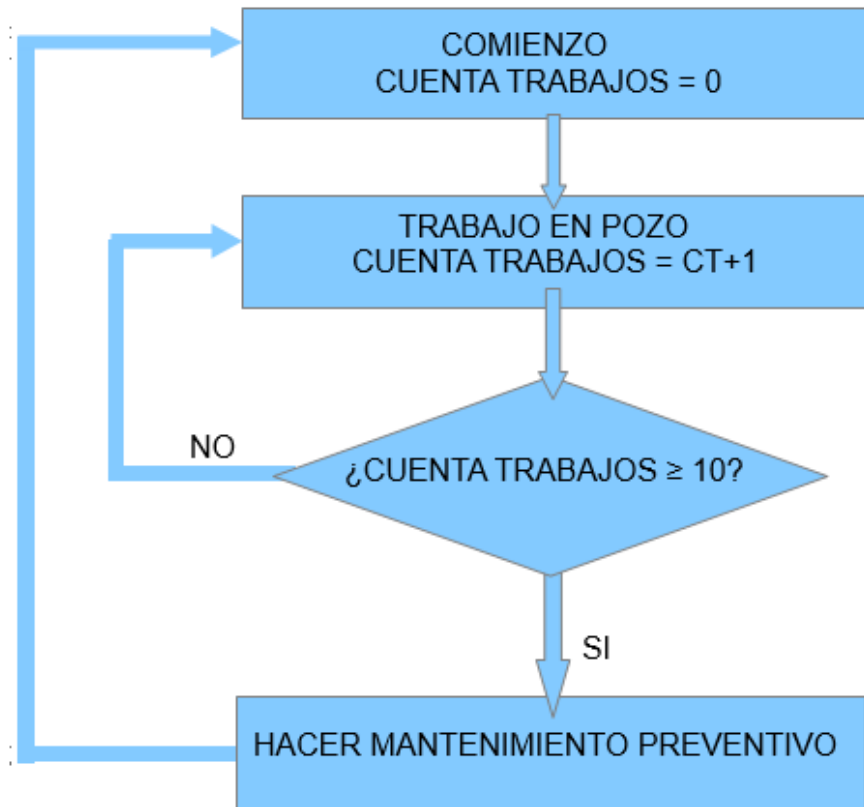 COMIENZO
CUENTA TRABAJOS = 0
TRABAJO EN POZO
CUENTA TRABAJOS = CT+1
NO
¿CUENTA TRABAJOS ≥ 10?
SI
HACER MANTENIMIENTO PREVENTIVO